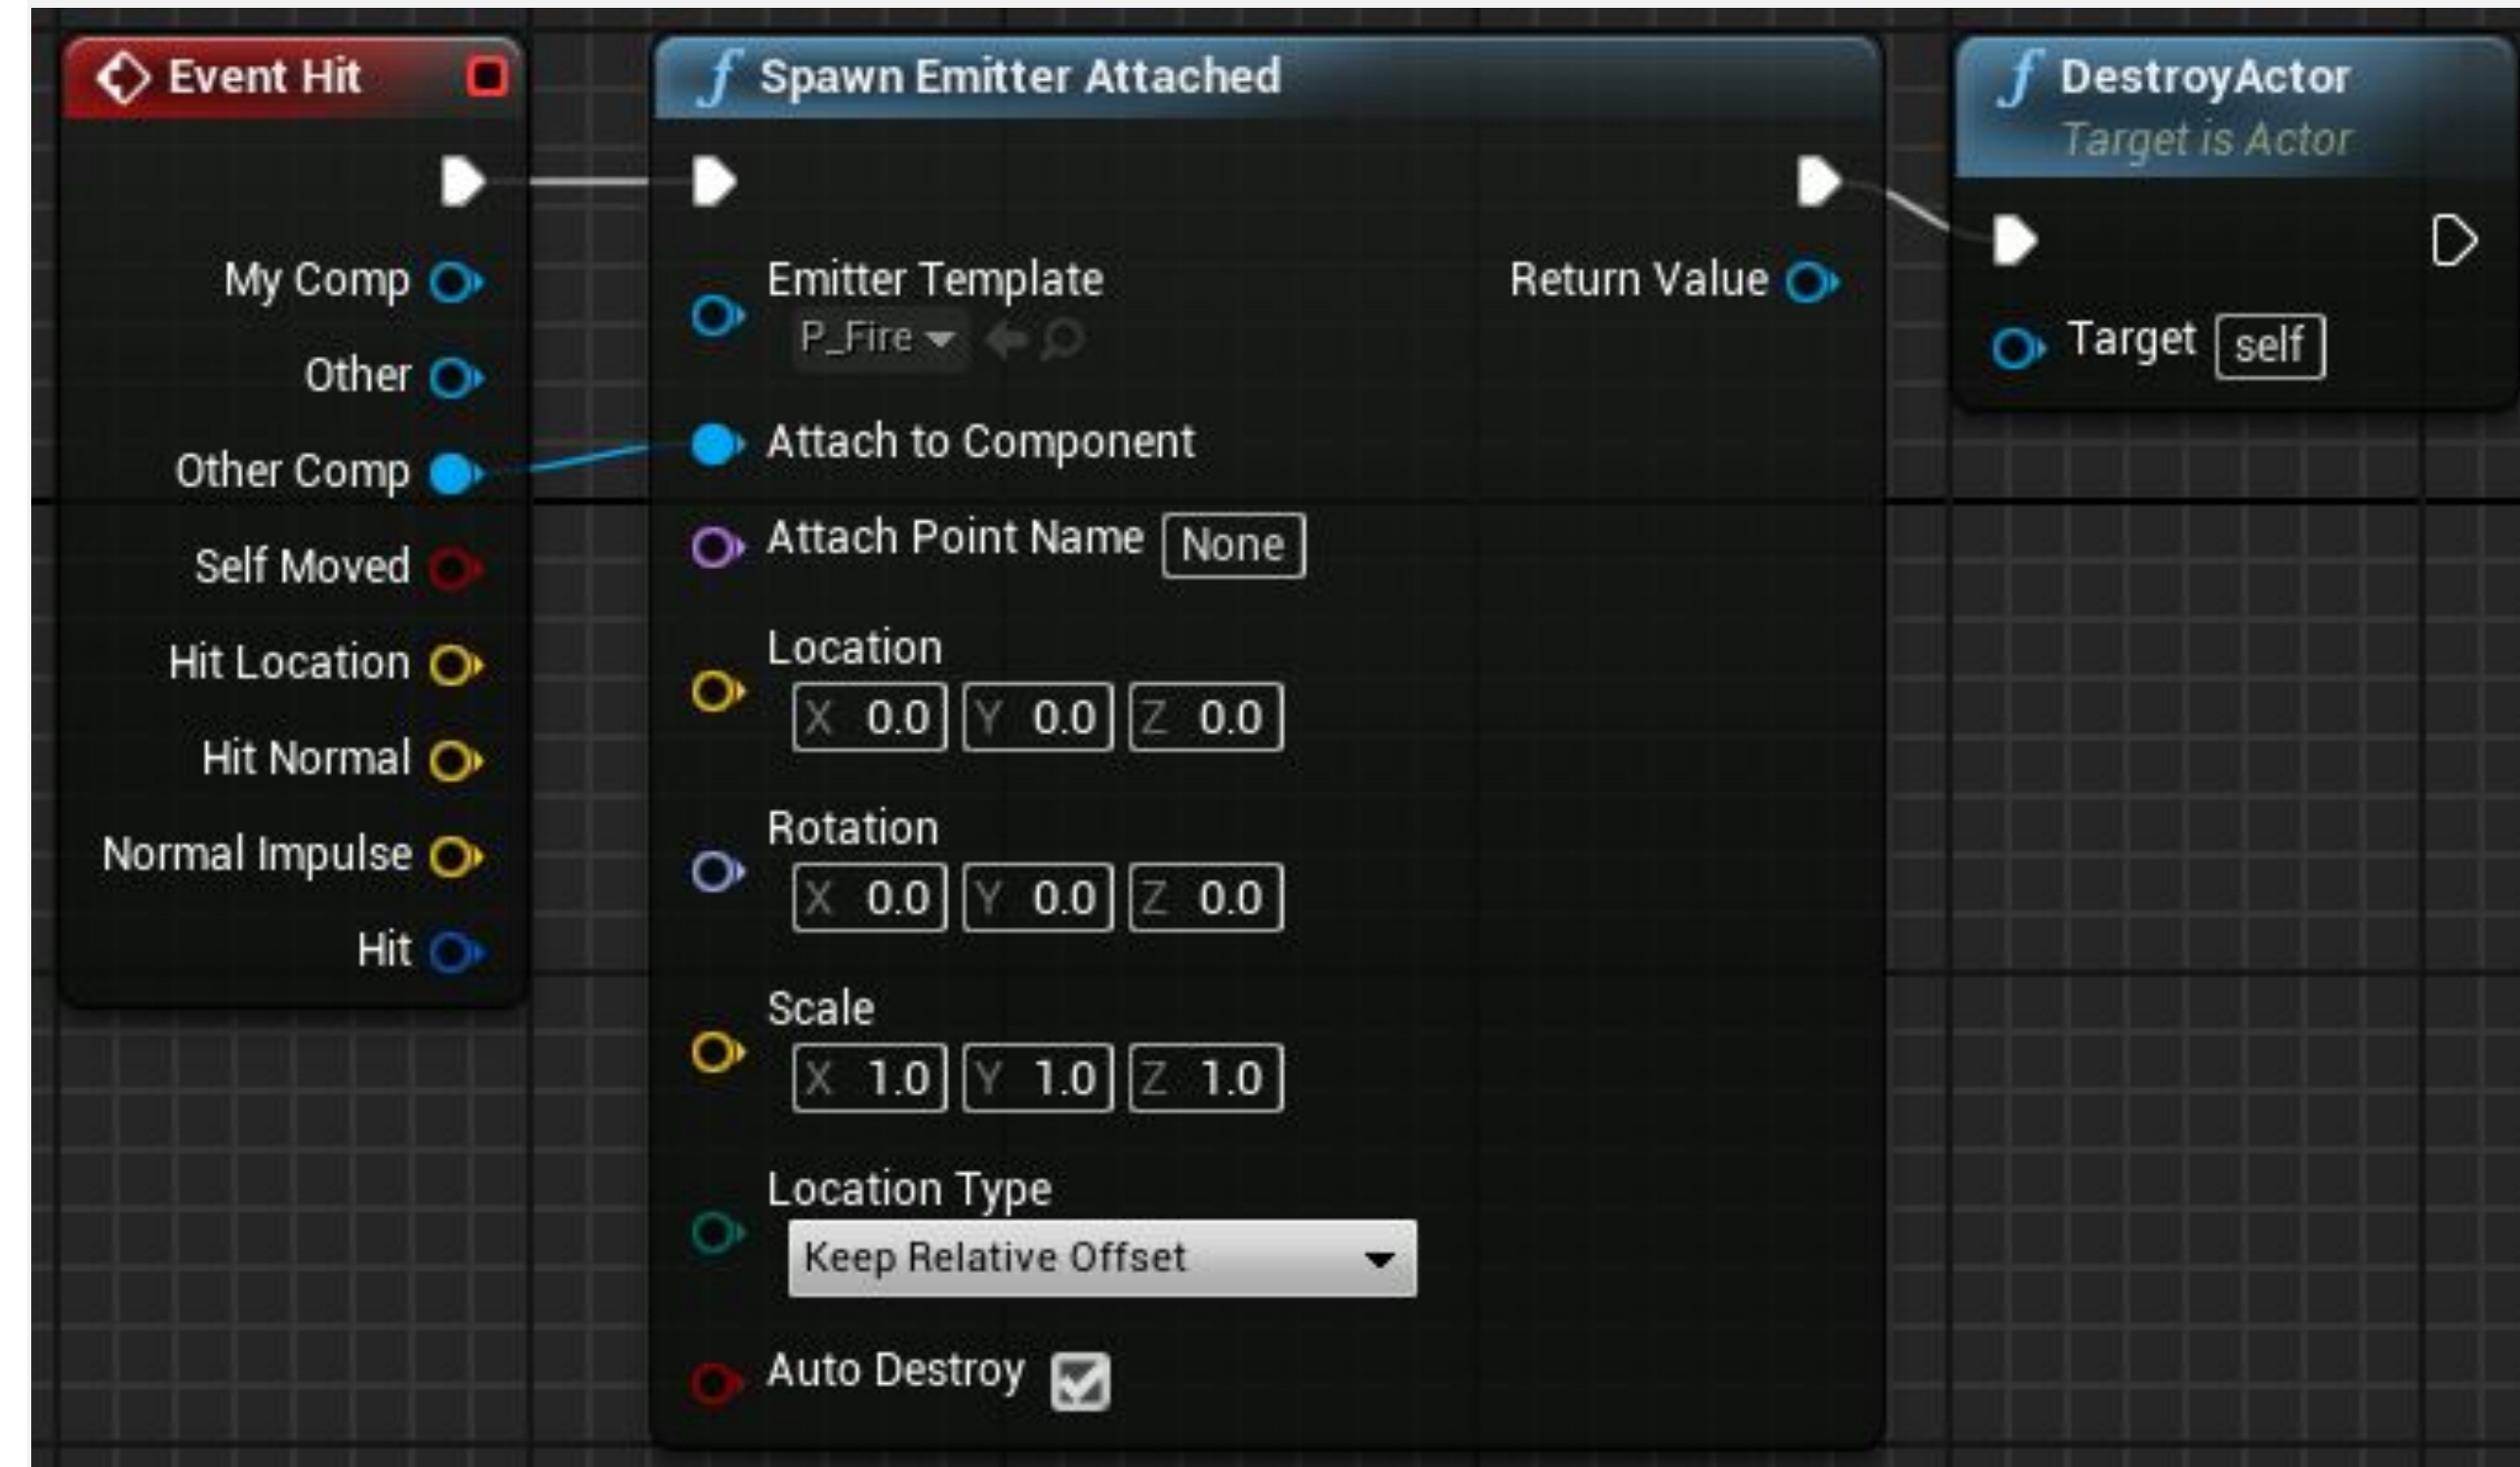 Event Hit
My Comp
Other
Other Comp
Self Moved
Hit Location
Hit Normal
Normal Impulse
Hit
f Spawn Emitter Attached
Emitter Template
P_Fire
Return Value
Attach to Component
Attach Point Name None
Location
X 0.0 Y 0.0 Z 0.0
Rotation
X 0.0 Y 0.0 Z 0.0
Scale
X 1.0 Y 1.0 Z 1.0
Location Type
Keep Relative Offset
Auto Destroy
f DestroyActor
Target is Actor
Target self